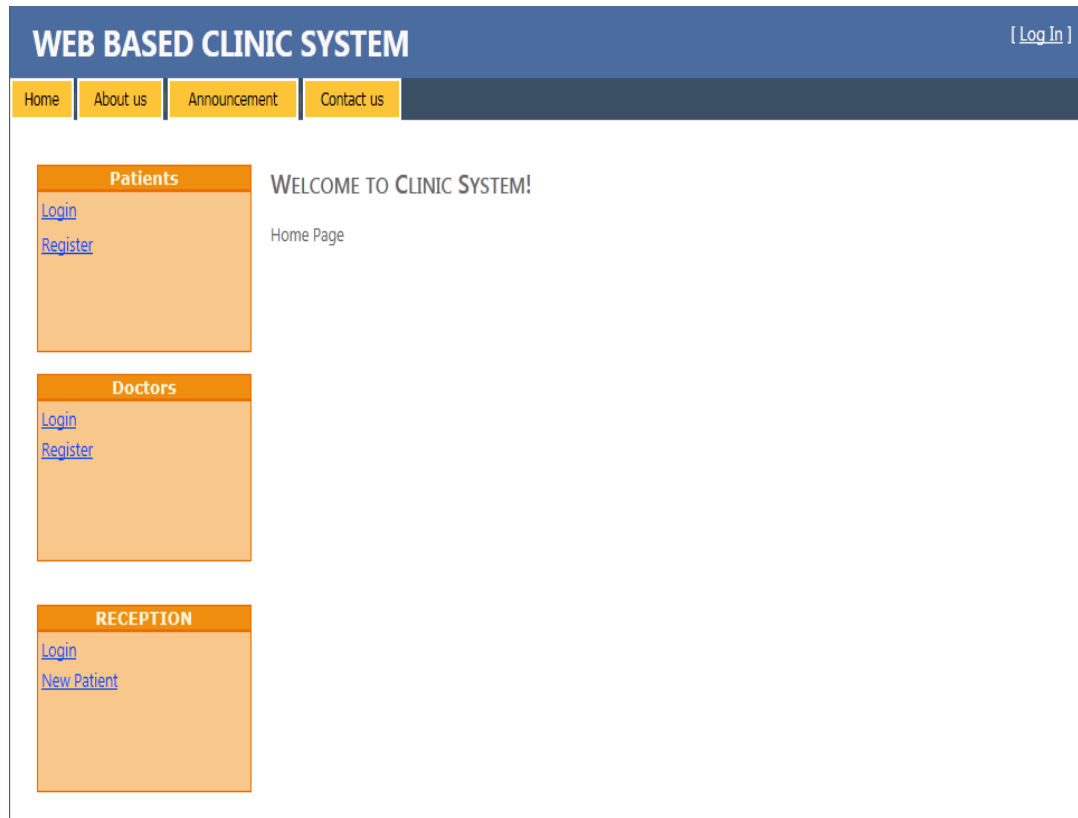 WEB BASED CLINIC SYSTEM
[ Log In ]
Home About us Announcement Contact us
Patients
Login
Register
WELCOME TO CLINIC SYSTEM!
Home Page
Doctors
Login
Register
RECEPTION
Login
New Patient